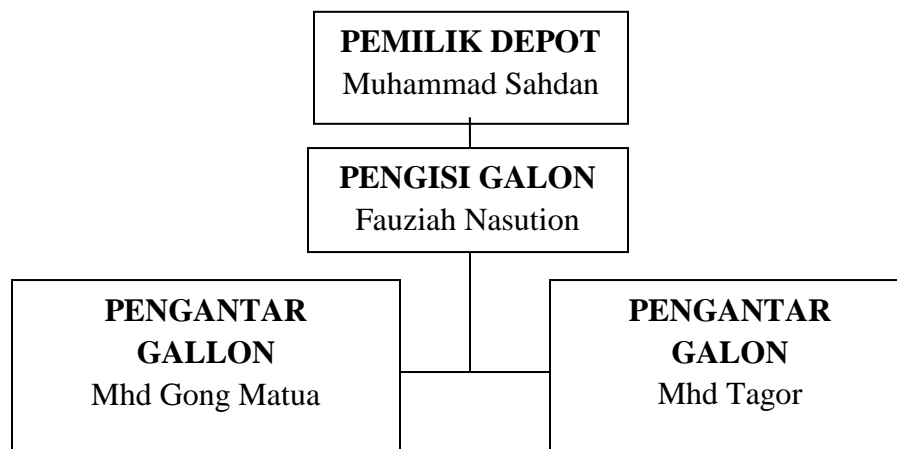 PEMILIK DEPOT
Muhammad Sahdan
PENGISI GALON
Fauziah Nasution
PENGANTAR
GALLON
Mhd Gong Matua
PENGANTAR
GALON
Mhd Tagor